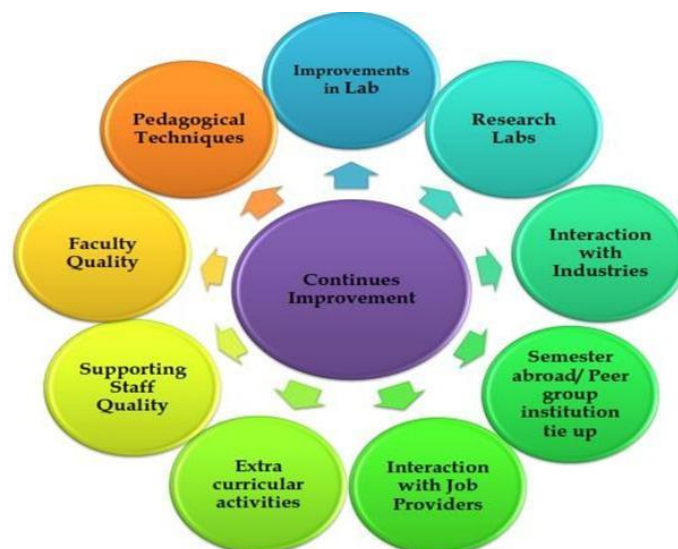 Improvements
in Lab
Research
Labs
Interaction
with
Industries
Semester
abroad/ Peer
group
institution
tie up
Interaction
with Job
Providers
Extra
curricular
activities
Supporting
Staff
Quality
Faculty
Quality
Pedagogical
Techniques
Continues
Improvement